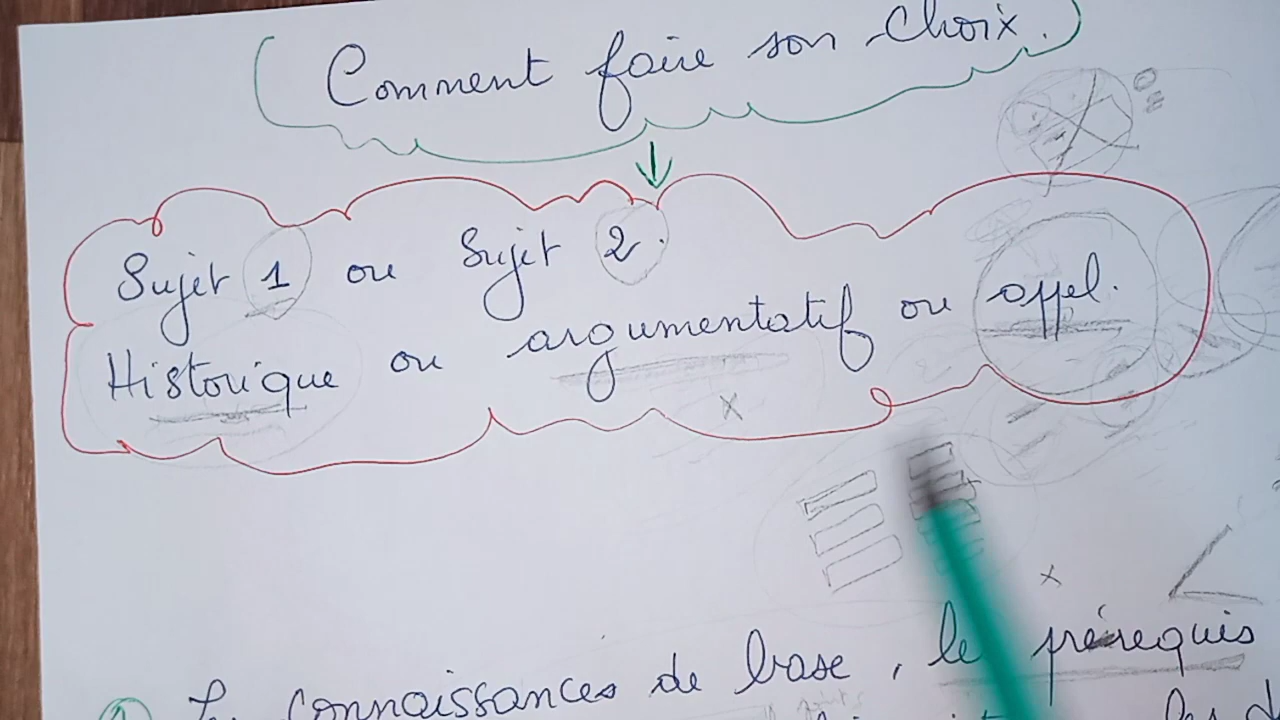 Comment faire son choix.
Sujet 1 ou Sujet 2.
Historique ou argumentatif ou appel.
connaissances de base, les prérequis